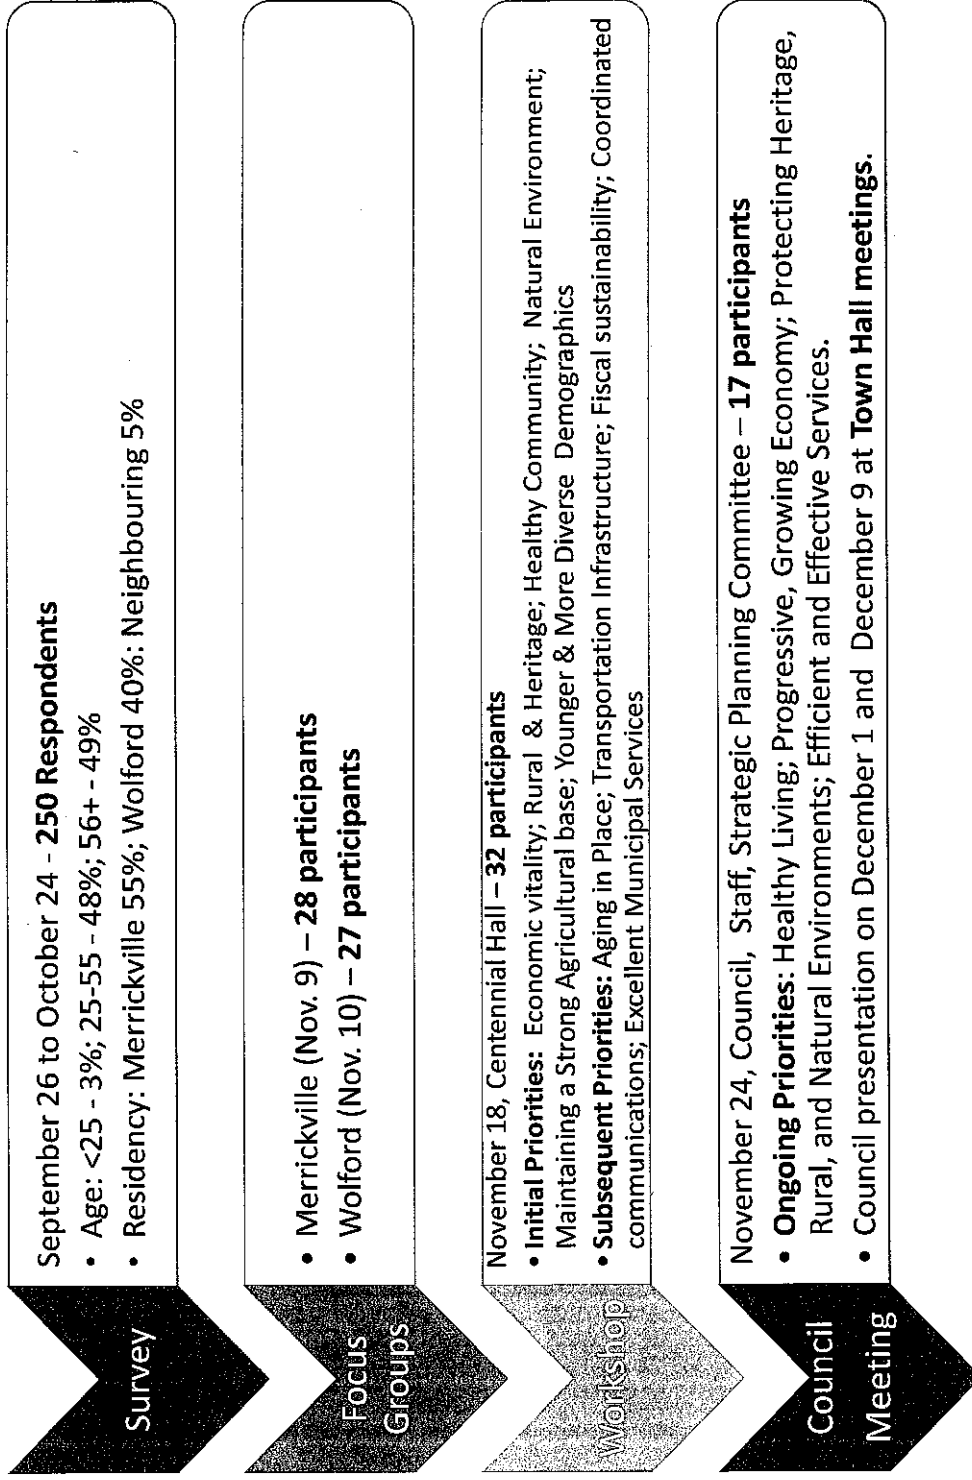 Survey
September 26 to October 24 - 250 Respondents
• Age: <25 - 3%; 25-55 - 48%; 56+ - 49%
• Residency: Merrickville 55%; Wolford 40%: Neighbouring 5%
Focus
Groups
• Merrickville (Nov. 9) – 28 participants
• Wolford (Nov. 10) – 27 participants
Workshop
November 18, Centennial Hall – 32 participants
• Initial Priorities: Economic vitality; Rural & Heritage; Healthy Community; Natural Environment;
Maintaining a Strong Agricultural base; Younger & More Diverse Demographics
• Subsequent Priorities: Aging in Place; Transportation Infrastructure; Fiscal sustainability; Coordinated
communications; Excellent Municipal Services
Council
Meeting
November 24, Council, Staff, Strategic Planning Committee – 17 participants
• Ongoing Priorities: Healthy Living; Progressive, Growing Economy; Protecting Heritage,
Rural, and Natural Environments; Efficient and Effective Services.
• Council presentation on December 1 and December 9 at Town Hall meetings.